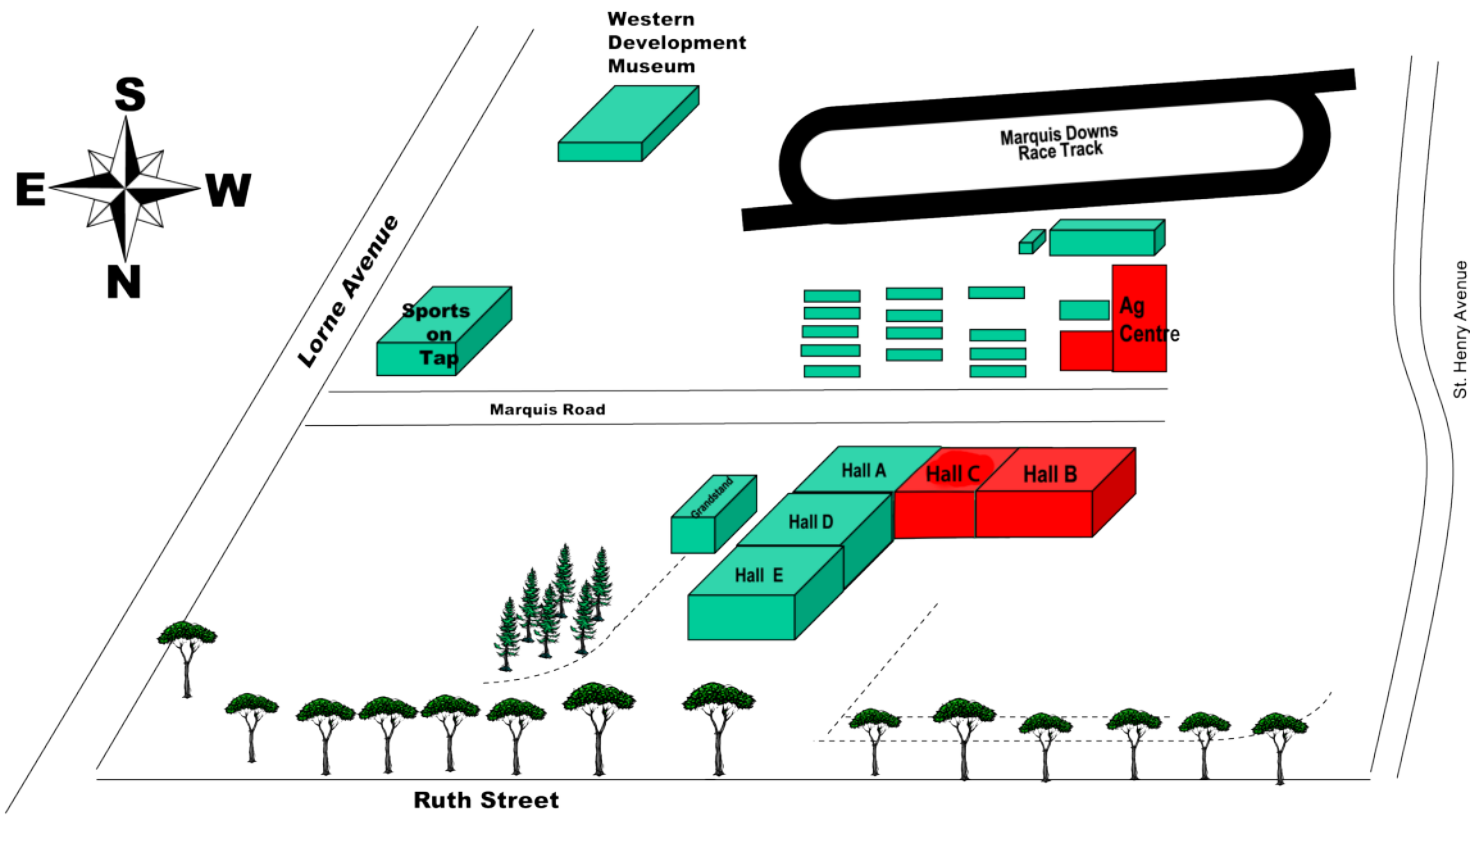 Western
Development
Museum
S
E
W
N
Marquis Downs
Race Track
Lorne Avenue
Sports
on
Tap
Ag
Centre
St. Henry Avenue
Marquis Road
Hall A
Hall C
Hall B
Grandstand
Hall D
Hall E
Ruth Street